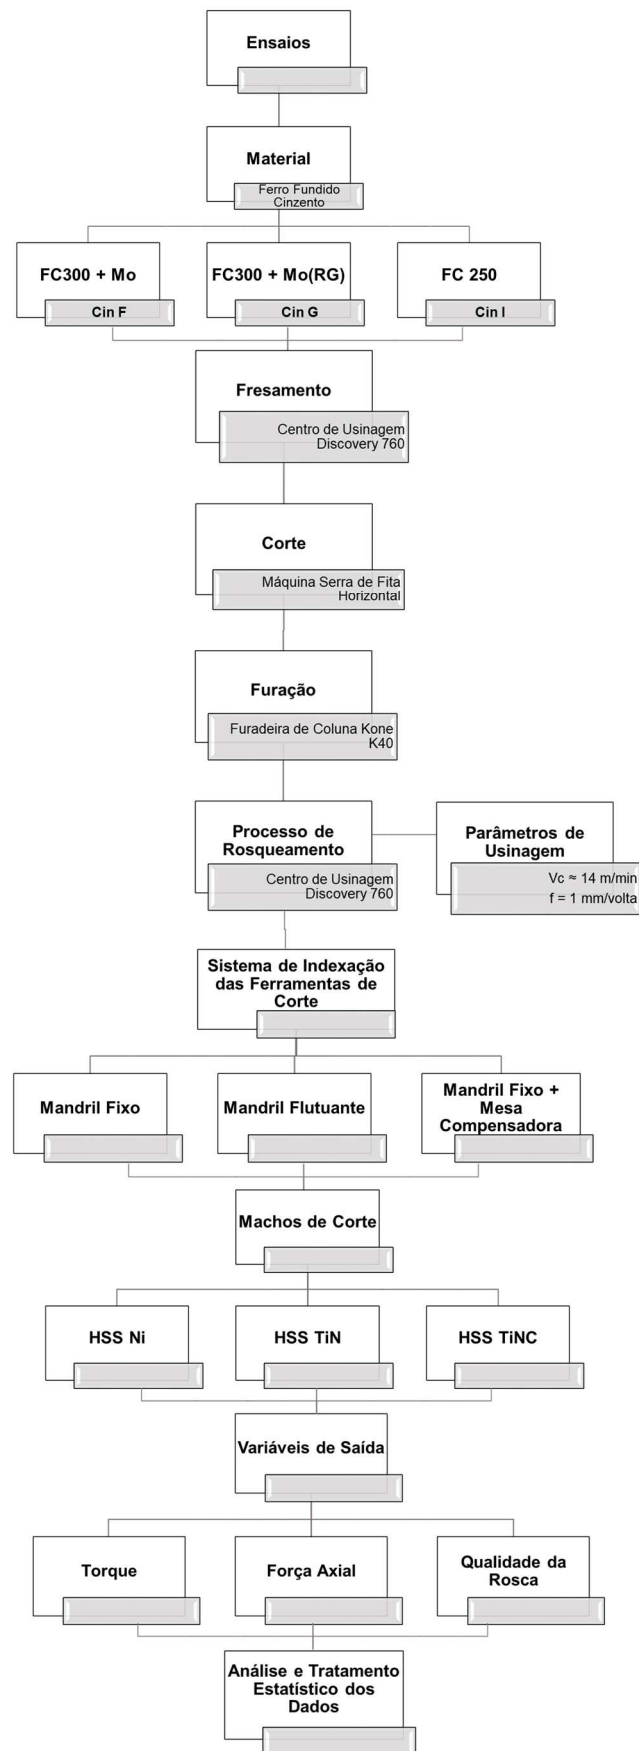 Ensaios
Material
Ferro Fundido
Cinzento
FC300 + Mo
Cin F
FC300 + Mo(RG)
Cin G
FC 250
Cin I
Fresamento
Centro de Usinagem
Discovery 760
Corte
Máquina Serra de Fita
Horizontal
Furação
Furadeira de Coluna Kone
K40
Processo de
Rosqueamento
Centro de Usinagem
Discovery 760
Parâmetros de
Usinagem
Vc ≈ 14 m/min
f = 1 mm/volta
Sistema de Indexação
das Ferramentas de
Corte
Mandril Fixo
Mandril Flutuante
Mandril Fixo +
Mesa
Compensadora
Machos de Corte
HSS Ni
HSS TiN
HSS TiNC
Variáveis de Saída
Torque
Força Axial
Qualidade da
Rosca
Análise e Tratamento
Estatístico dos
Dados